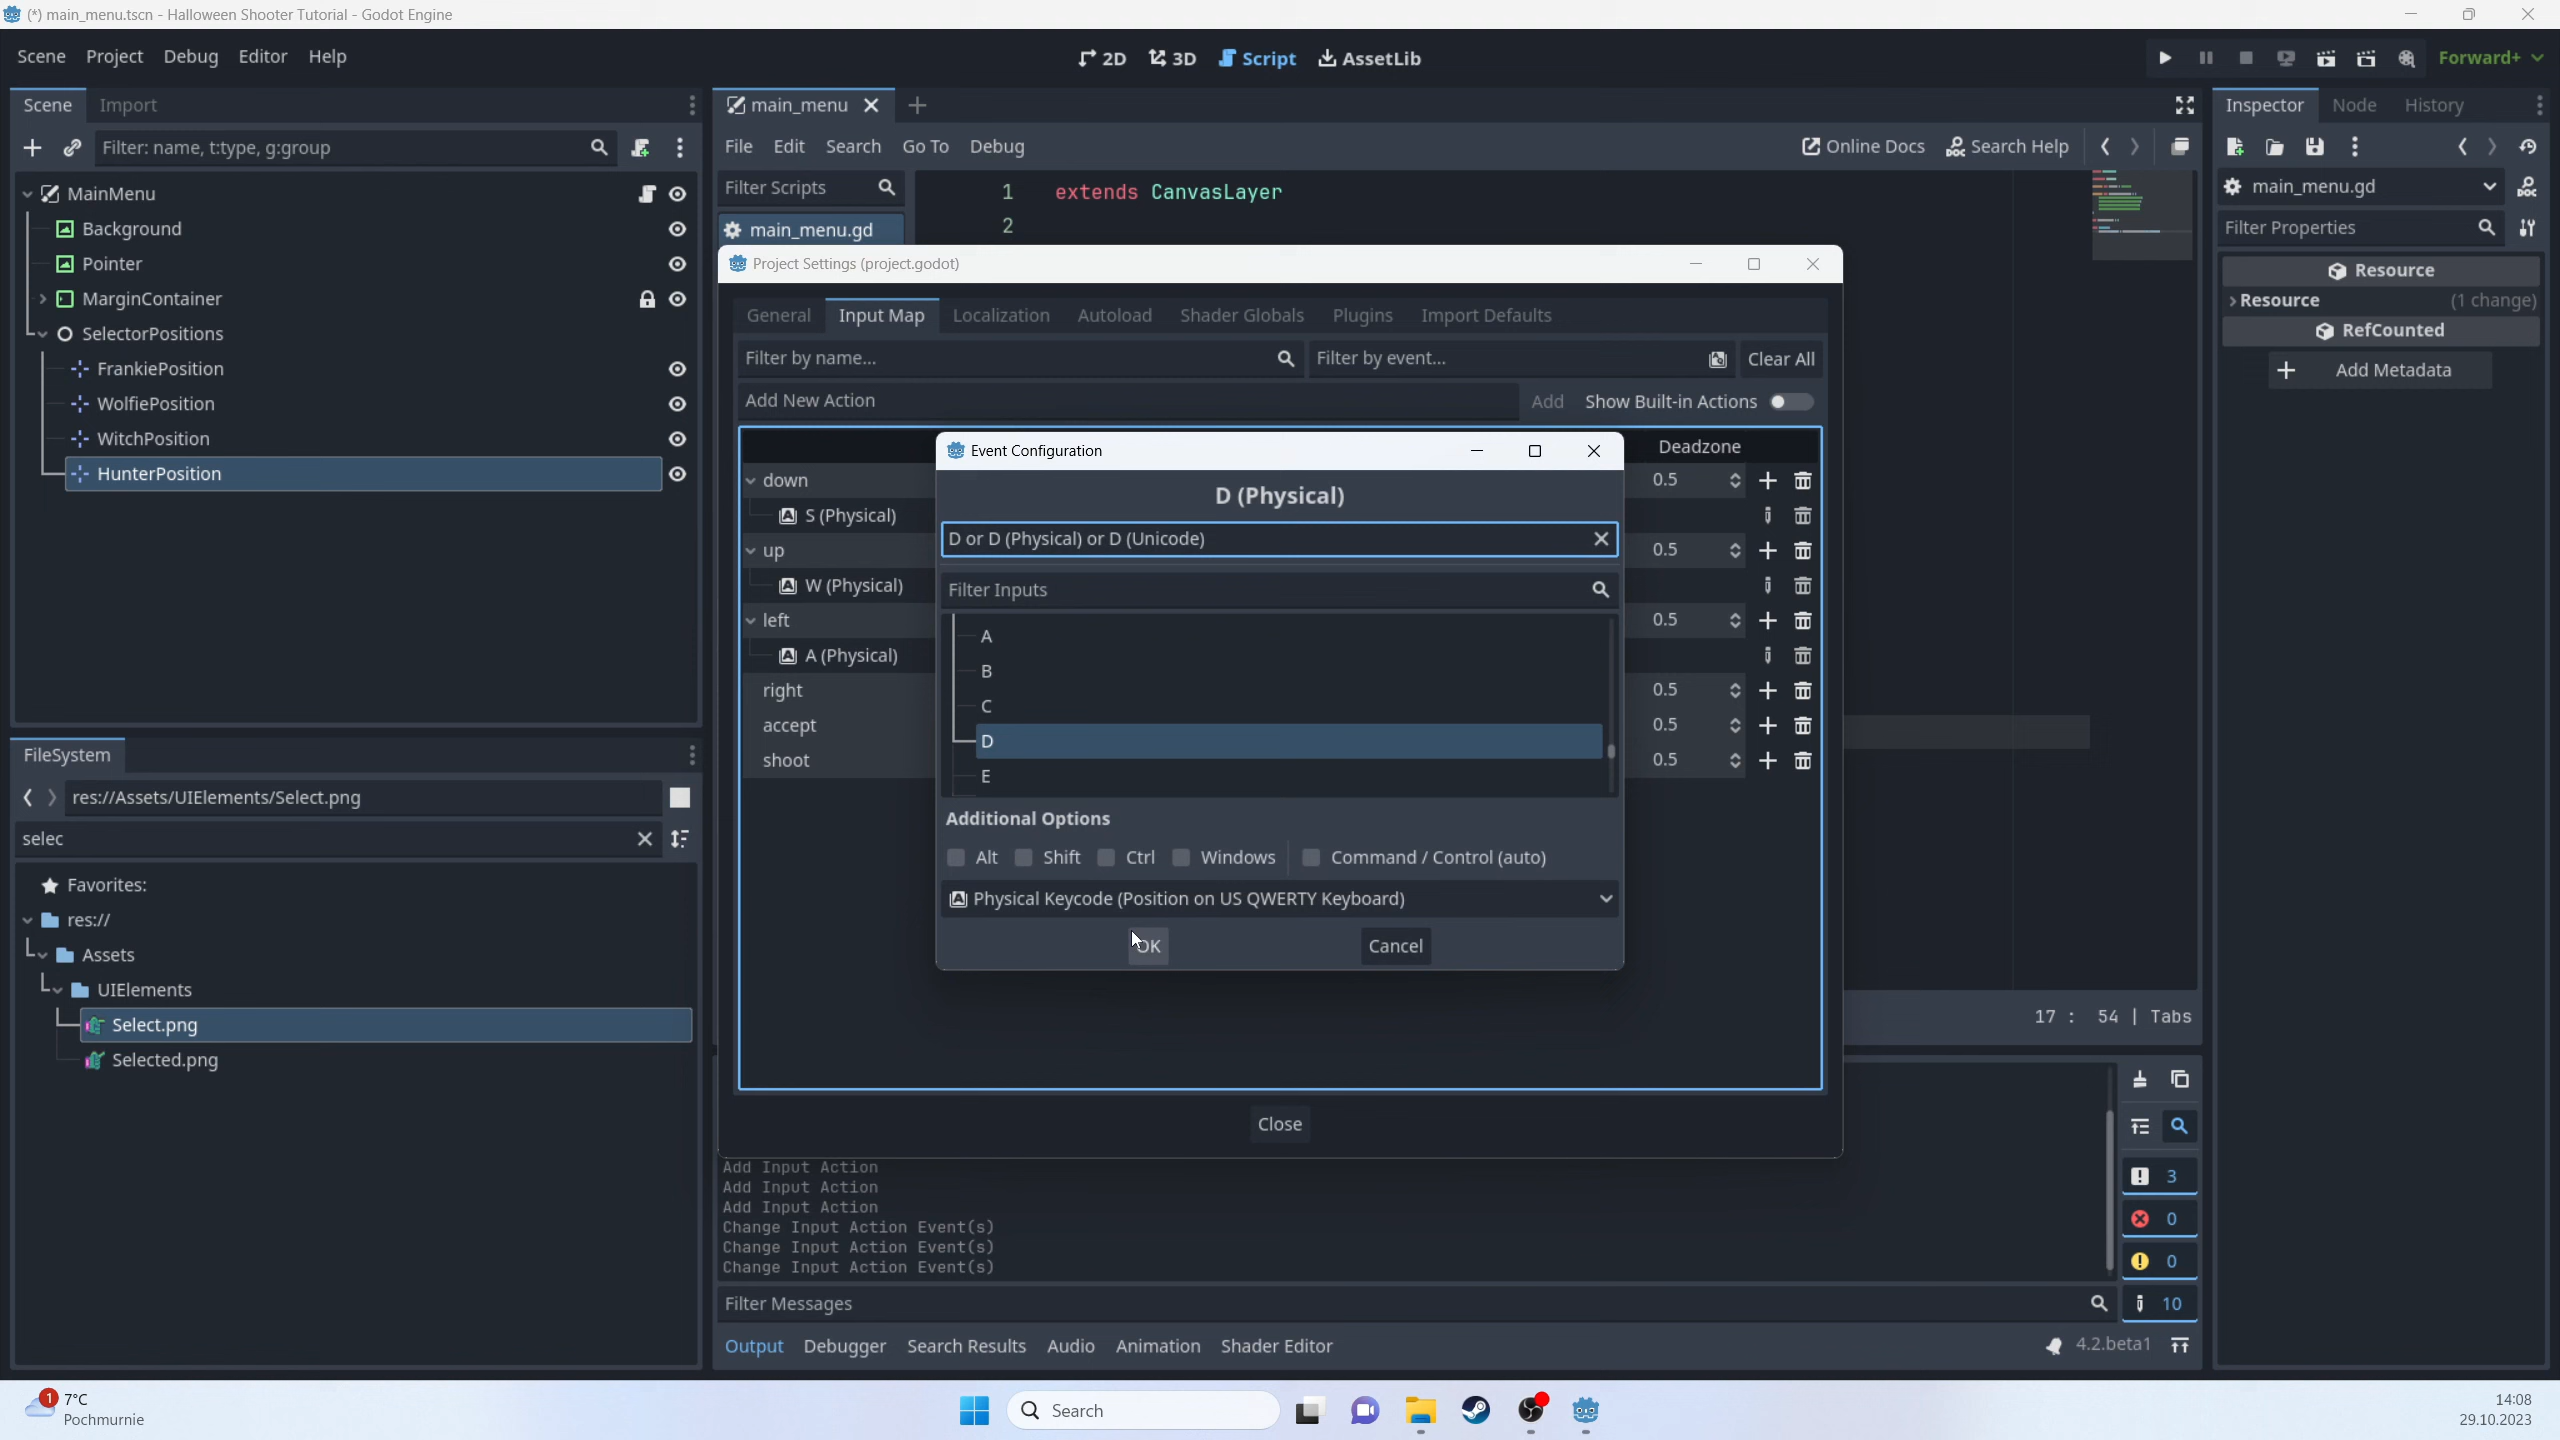 (*) main_menu.tscn - Halloween Shooter Tutorial - Godot Engine
Scene Project Debug Editor Help
2D 3D Script AssetLib
Forward+
Scene Import
Filter: name, t:type, g:group
MainMenu
Background
Pointer
MarginContainer
SelectorPositions
FrankiePosition
WolfiePosition
WitchPosition
HunterPosition
FileSystem
res://Assets/UIElements/Select.png
selec
Favorites:
res://
Assets
UIElements
Select.png
Selected.png
main_menu
File Edit Search Go To Debug
Online Docs Search Help
Filter Scripts
main_menu.gd
1 extends CanvasLayer
2
Project Settings (project.godot)
General Input Map Localization Autoload Shader Globals Plugins Import Defaults
Filter by name...
Filter by event...
Clear All
Add New Action
Add
Show Built-in Actions
Deadzone
down 0.5
S (Physical)
up 0.5
W (Physical)
left 0.5
A (Physical)
right 0.5
accept 0.5
shoot 0.5
Event Configuration
D (Physical)
D or D (Physical) or D (Unicode)
Filter Inputs
A
B
C
D
E
Additional Options
Alt Shift Ctrl Windows Command / Control (auto)
Physical Keycode (Position on US QWERTY Keyboard)
OK Cancel
Close
17 : 54 | Tabs
Add Input Action
Add Input Action
Add Input Action
Change Input Action Event(s)
Change Input Action Event(s)
Change Input Action Event(s)
3
0
0
10
Filter Messages
Output Debugger Search Results Audio Animation Shader Editor
4.2.beta1
Inspector Node History
main_menu.gd
Filter Properties
Resource
Resource (1 change)
RefCounted
Add Metadata
1
7°C
Pochmurnie
Search
14:08
29.10.2023